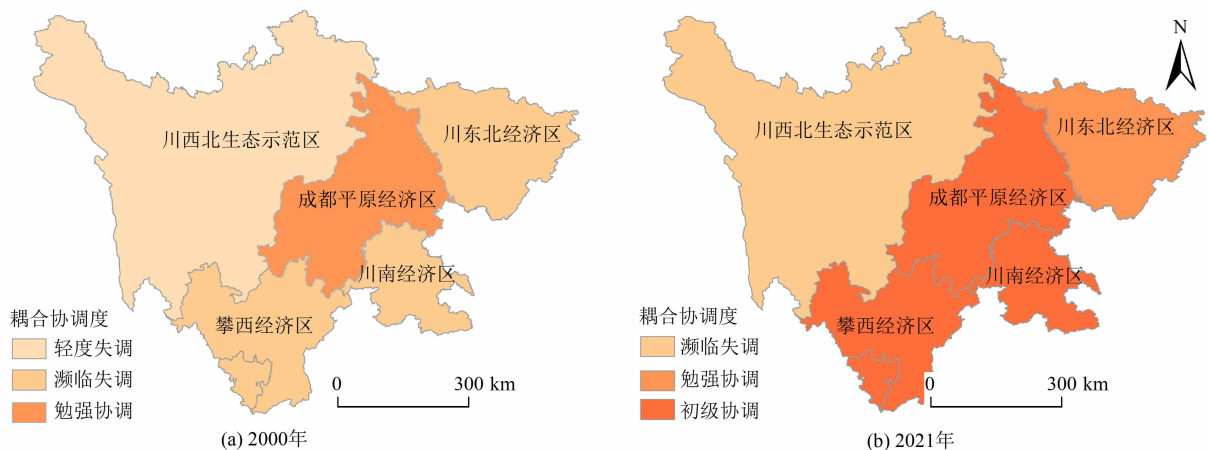 川西北生态示范区
川东北经济区
成都平原经济区
川南经济区
攀西经济区
耦合协调度
轻度失调
濒临失调
勉强协调
0
300 km
(a) 2000年
N
川西北生态示范区
川东北经济区
成都平原经济区
川南经济区
攀西经济区
耦合协调度
濒临失调
勉强协调
初级协调
0
300 km
(b) 2021年